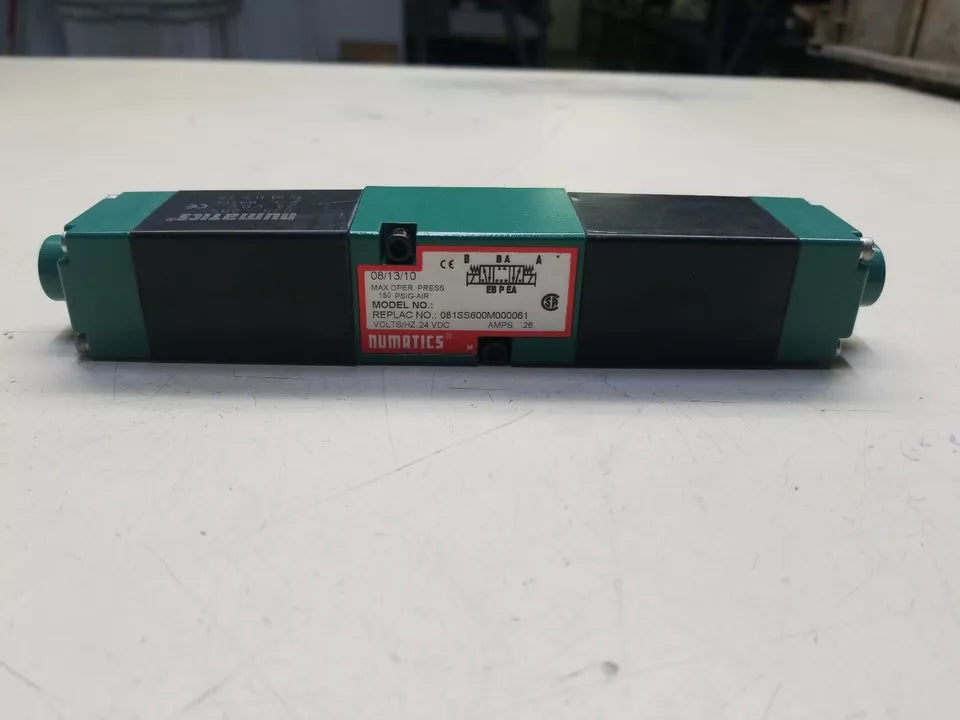 numatics®
CE
B BA A
EB P EA
08/13/10
MAX.OPER. PRESS
150 PSIG-AIR
MODEL NO.:
REPLAC NO.: 081SS600M000061
VOLTS/HZ. 24 VDC AMPS. .26
numatics®
M